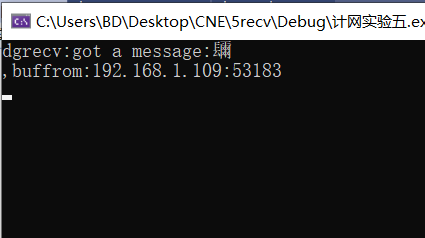 C:\Users\BD\Desktop\CNE\5recv\Debug\计网实验五.ex
dgrecv:got a message:
,buffrom:192.168.1.109:53183